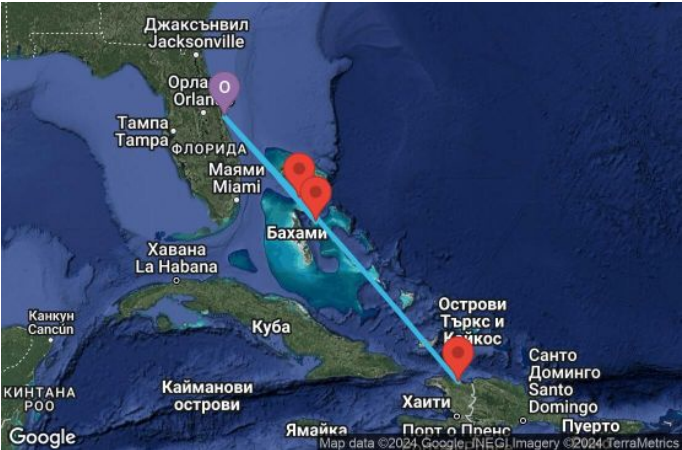 Джаксънвил
Jacksonville
Орла
Orlan
O
Тампа
Tampa
ФЛОРИДА
Маями
Miami
Бахами
Хавана
La Habana
Канкун
Cancún
Куба
Острови
Търкс и
Кайкос
КИНТАНА
РОО
Кайманови
острови
Санто
Доминго
Santo
Domingo
Хаити
Ямайка
Порт о Пренс
Пуерто
Google
Map data ©2024 Google, INEGI Imagery ©2024 TerraMetrics